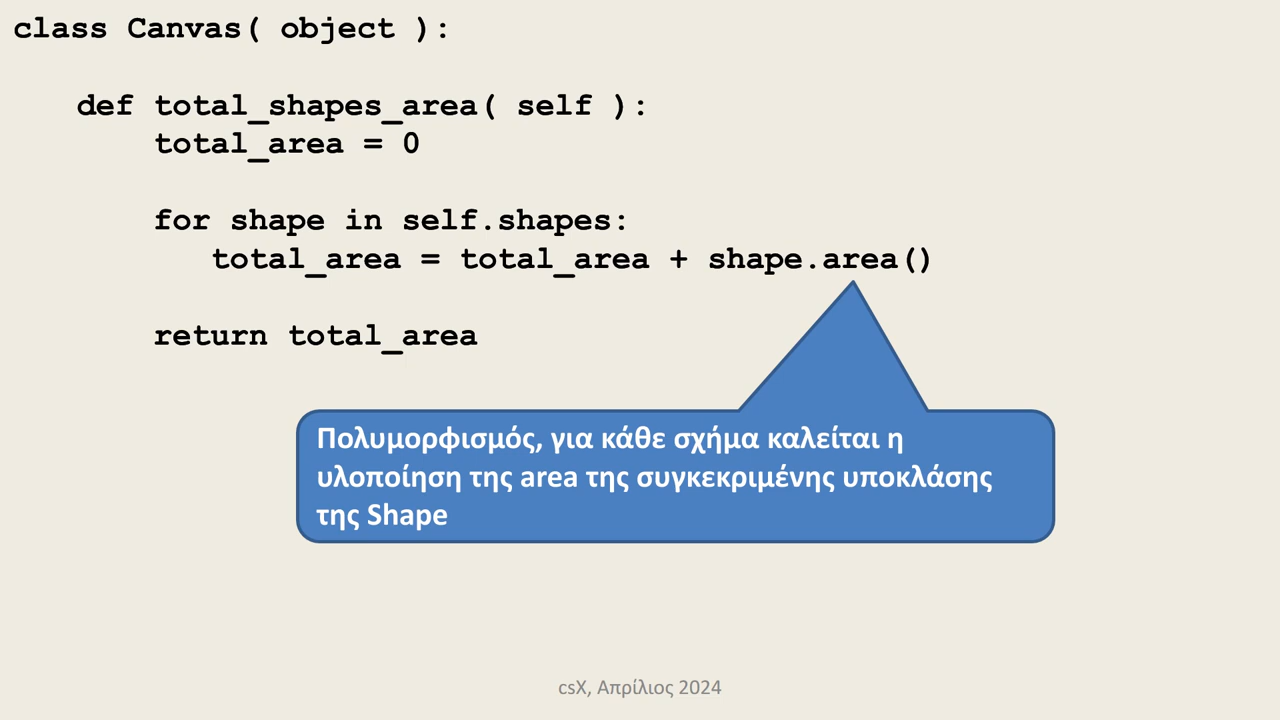 class Canvas( object ):
def total_shapes_area( self ):
total_area = 0
for shape in self.shapes:
total_area = total_area + shape.area()
return total_area
Πολυμορφισμός, για κάθε σχήμα καλείται η
υλοποίηση της area της συγκεκριμένης υποκλάσης
της Shape
csX, Απρίλιος 2024